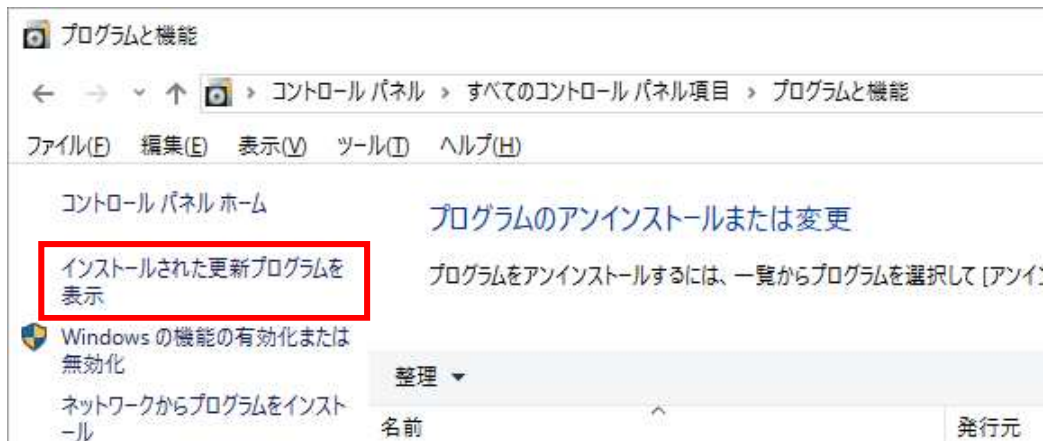 プログラムと機能
コントロール パネル › すべてのコントロール パネル項目 › プログラムと機能
ファイル(F) 編集(E) 表示(V) ツール(T) ヘルプ(H)
コントロール パネル ホーム
プログラムのアンインストールまたは変更
インストールされた更新プログラムを
表示
プログラムをアンインストールするには、一覧からプログラムを選択して [アンイン
Windows の機能の有効化または
無効化
整理
ネットワークからプログラムをインスト
ール
名前
発行元